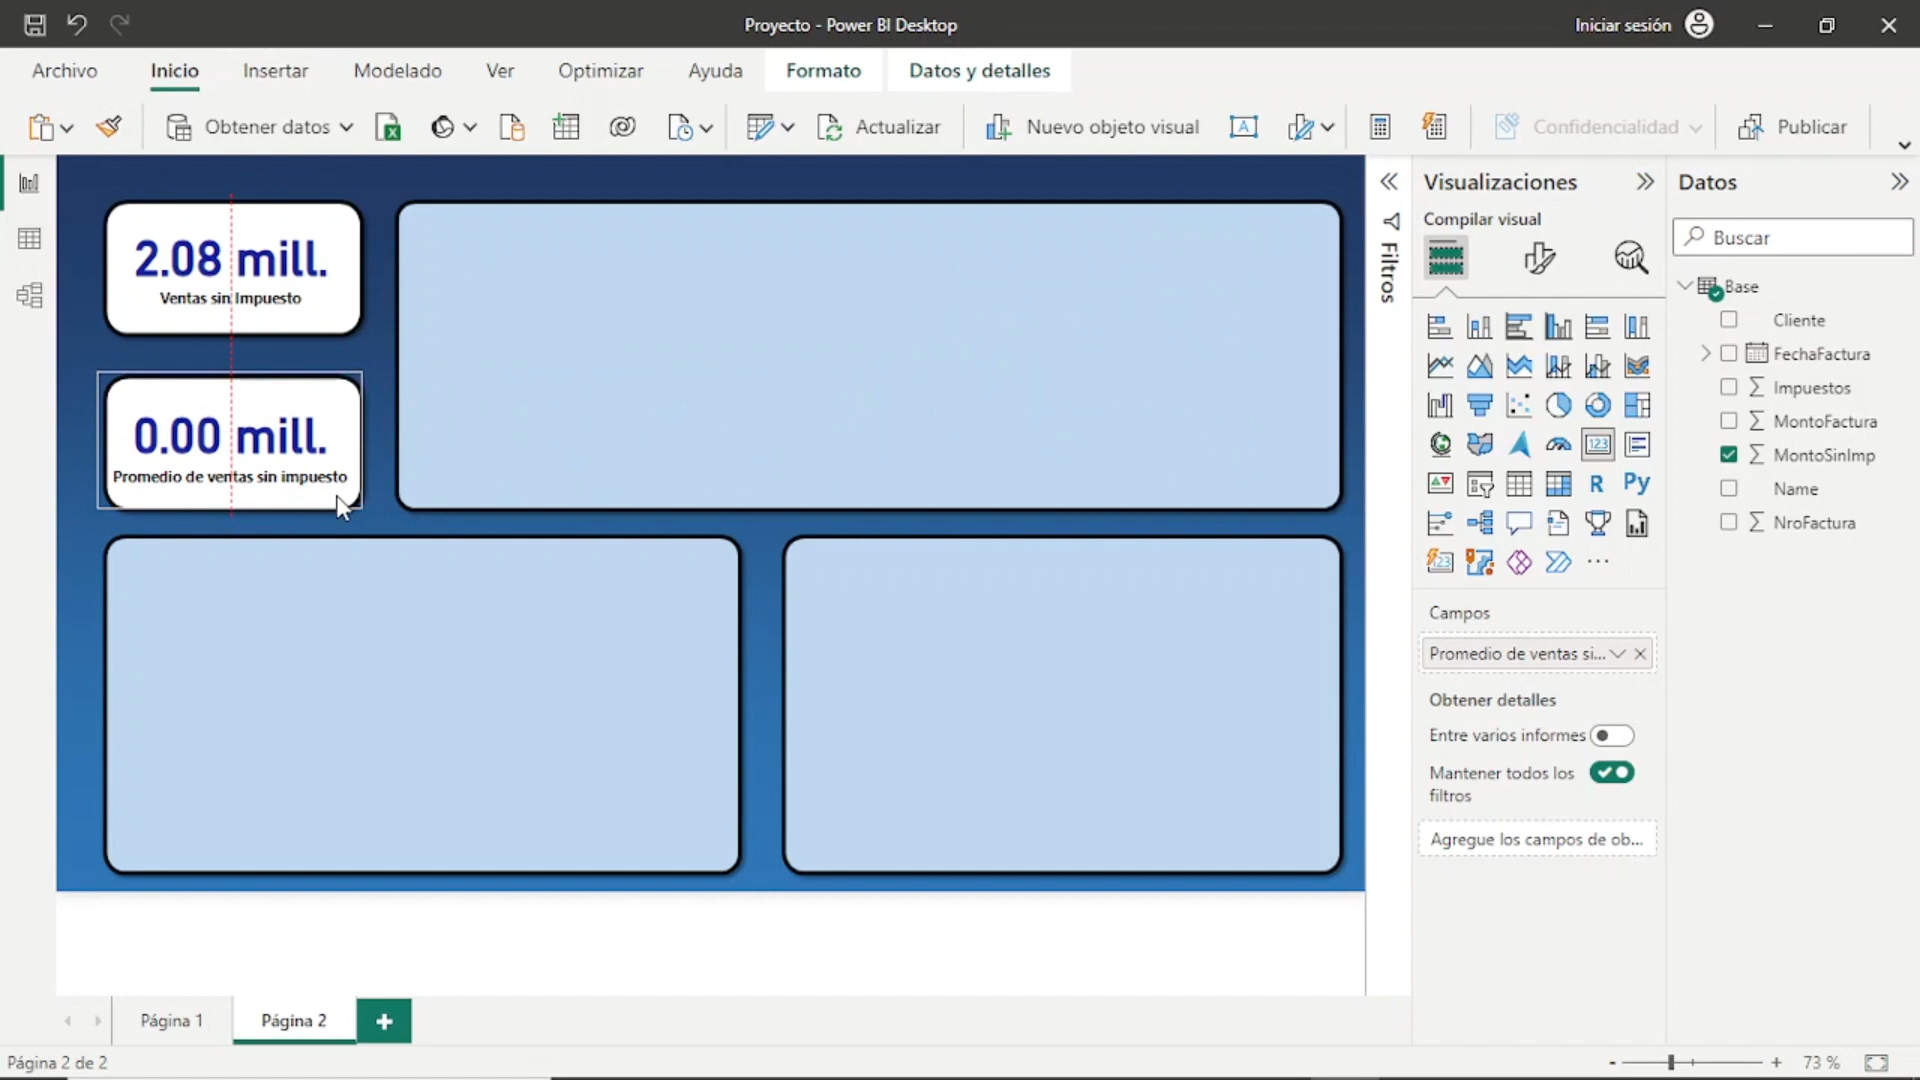 Proyecto - Power BI Desktop
Iniciar sesión
Archivo
Inicio
Insertar
Modelado
Ver
Optimizar
Ayuda
Formato
Datos y detalles
Obtener datos
Actualizar
Nuevo objeto visual
Confidencialidad
Publicar
2.08 mill.
Ventas sin Impuesto
0.00 mill.
Promedio de ventas sin impuesto
Filtros
Visualizaciones
Compilar visual
123
R
Py
123
Campos
Promedio de ventas si...
Obtener detalles
Entre varios informes
Mantener todos los
filtros
Agregue los campos de ob...
Datos
Buscar
Base
Cliente
FechaFactura
Impuestos
MontoFactura
MontoSinImp
Name
NroFactura
Página 1
Página 2
Página 2 de 2
- + 73 %